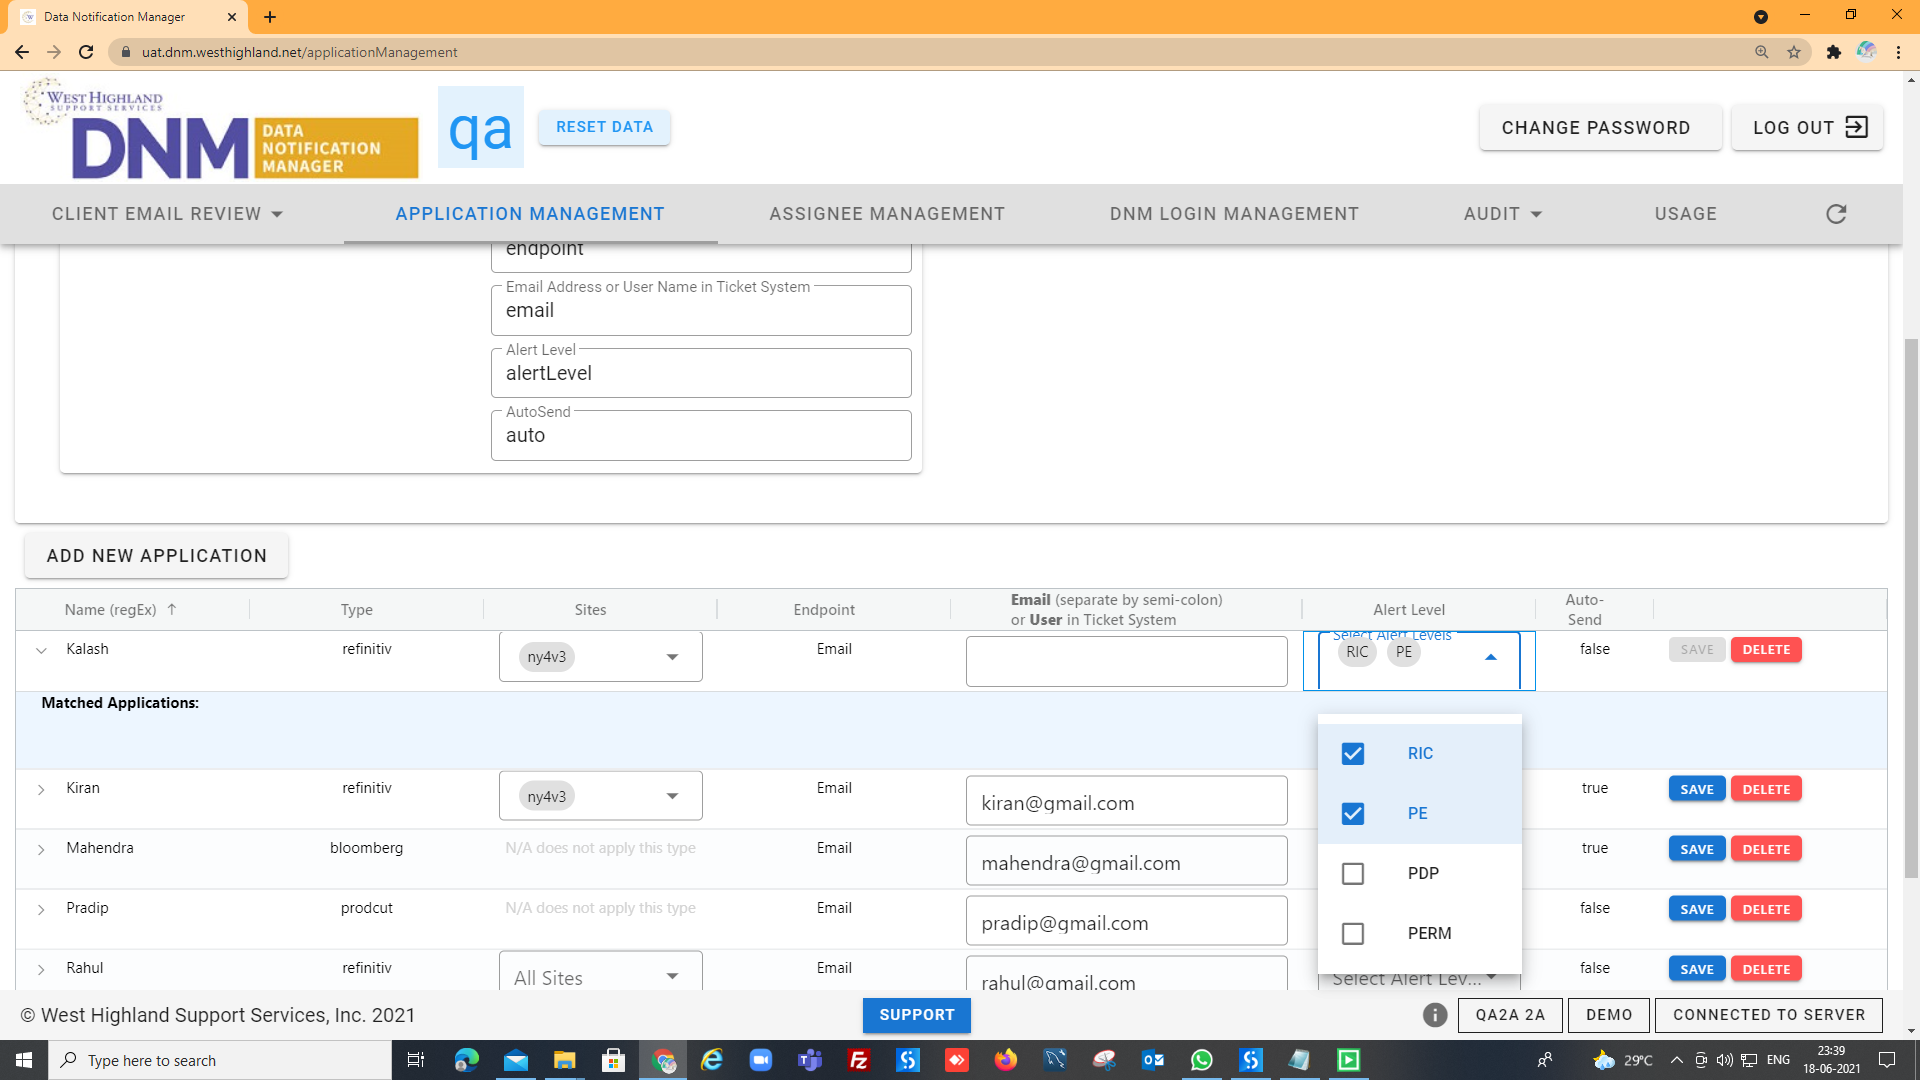 Data Notification Manager
uat.dnm.westhighland.net/applicationManagement
WEST HIGHLAND
SUPPORT SERVICES
DNM DATA NOTIFICATION MANAGER
qa
RESET DATA
CHANGE PASSWORD
LOG OUT
CLIENT EMAIL REVIEW
APPLICATION MANAGEMENT
ASSIGNEE MANAGEMENT
DNM LOGIN MANAGEMENT
AUDIT
USAGE
endpoint
Email Address or User Name in Ticket System
email
Alert Level
alertLevel
AutoSend
auto
ADD NEW APPLICATION
Name (regEx) ↑ Type Sites Endpoint Email (separate by semi-colon) or User in Ticket System Alert Level Auto-Send
Kalash refinitiv ny4v3 Email Select Alert Levels RIC PE false SAVE DELETE
Matched Applications:
RIC
PE
PDP
PERM
Kiran refinitiv ny4v3 Email kiran@gmail.com true SAVE DELETE
Mahendra bloomberg N/A does not apply this type Email mahendra@gmail.com true SAVE DELETE
Pradip prodcut N/A does not apply this type Email pradip@gmail.com false SAVE DELETE
Rahul refinitiv All Sites Email rahul@gmail.com Select Alert Lev... false SAVE DELETE
© West Highland Support Services, Inc. 2021
SUPPORT
QA2A 2A
DEMO
CONNECTED TO SERVER
Type here to search
29°C
ENG
23:39
18-06-2021